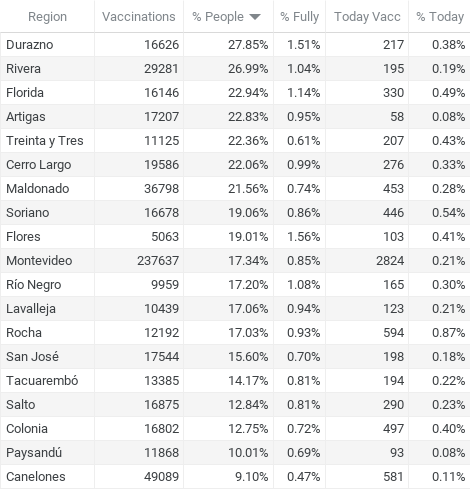 Region Vaccinations % People % Fully Today Vacc % Today
Durazno 16626 27.85% 1.51% 217 0.38%
Rivera 29281 26.99% 1.04% 195 0.19%
Florida 16146 22.94% 1.14% 330 0.49%
Artigas 17207 22.83% 0.95% 58 0.08%
Treinta y Tres 11125 22.36% 0.61% 207 0.43%
Cerro Largo 19586 22.06% 0.99% 276 0.33%
Maldonado 36798 21.56% 0.74% 453 0.28%
Soriano 16678 19.06% 0.86% 446 0.54%
Flores 5063 19.01% 1.56% 103 0.41%
Montevideo 237637 17.34% 0.85% 2824 0.21%
Río Negro 9959 17.20% 1.08% 165 0.30%
Lavalleja 10439 17.06% 0.94% 123 0.21%
Rocha 12192 17.03% 0.93% 594 0.87%
San José 17544 15.60% 0.70% 198 0.18%
Tacuarembó 13385 14.17% 0.81% 194 0.22%
Salto 16875 12.84% 0.81% 290 0.23%
Colonia 16802 12.75% 0.72% 497 0.40%
Paysandú 11868 10.01% 0.69% 93 0.08%
Canelones 49089 9.10% 0.47% 581 0.11%